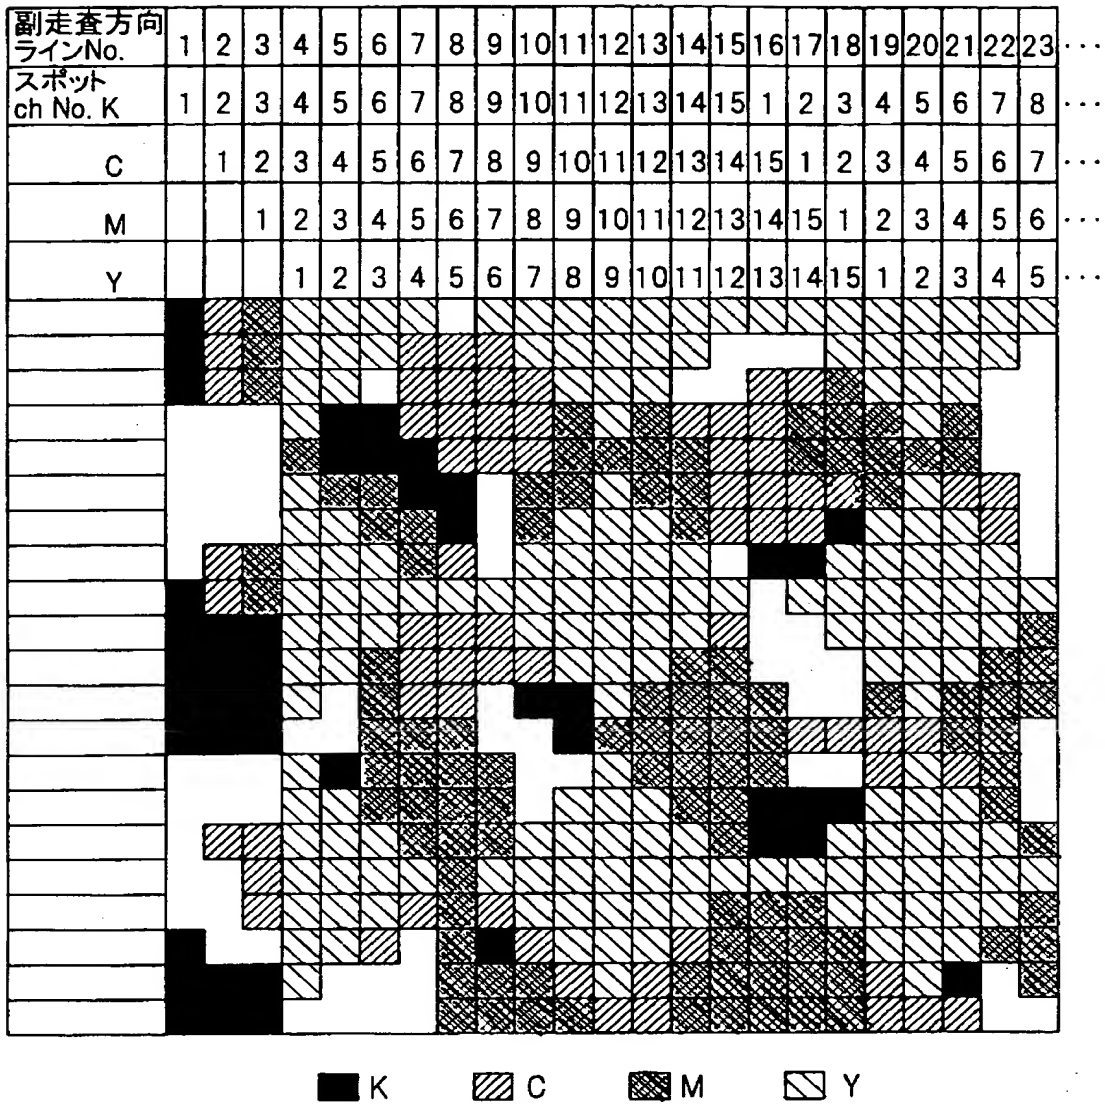 副走査方向
ラインNo. 1 2 3 4 5 6 7 8 9 10 11 12 13 14 15 16 17 18 19 20 21 22 23 ···
スポット
ch No. K 1 2 3 4 5 6 7 8 9 10 11 12 13 14 15 1 2 3 4 5 6 7 8 ···
C 1 2 3 4 5 6 7 8 9 10 11 12 13 14 15 1 2 3 4 5 6 7 ···
M 1 2 3 4 5 6 7 8 9 10 11 12 13 14 15 1 2 3 4 5 6 ···
Y 1 2 3 4 5 6 7 8 9 10 11 12 13 14 15 1 2 3 4 5 ···
K C M Y